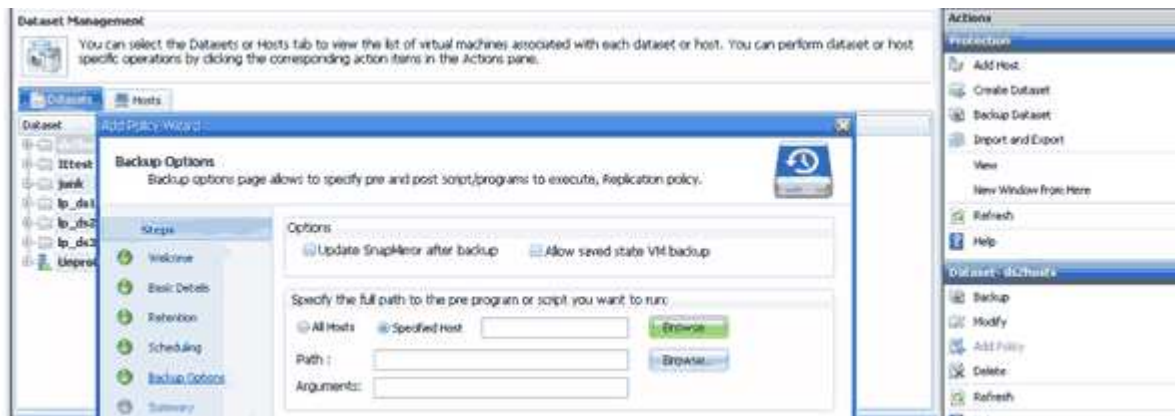 Dataset Management
You can select the Datasets or Hosts tab to view the list of virtual machines associated with each dataset or host. You can perform dataset or host
specific operations by clicking the corresponding action items in the Actions pane.
Datasets
Hosts
Dataset
ITtest
junk
lp_ds1
lp_ds2
lp_ds3
Add Policy Wizard
Backup Options
Backup options page allows to specify pre and post script/programs to execute, Replication policy.
Steps
Welcome
Basic Details
Retention
Scheduling
Backup Options
Summary
Options
Update SnapMirror after backup
Allow saved state VM backup
Specify the full path to the pre program or script you want to run:
All Hosts
Specified Host
Browse
Path :
Browse...
Arguments:
Actions
Protection
Add Host
Create Dataset
Backup Dataset
Import and Export
View
New Window from Here
Refresh
Help
Dataset- ds2hosts
Backup
Modify
Add Policy
Delete
Refresh